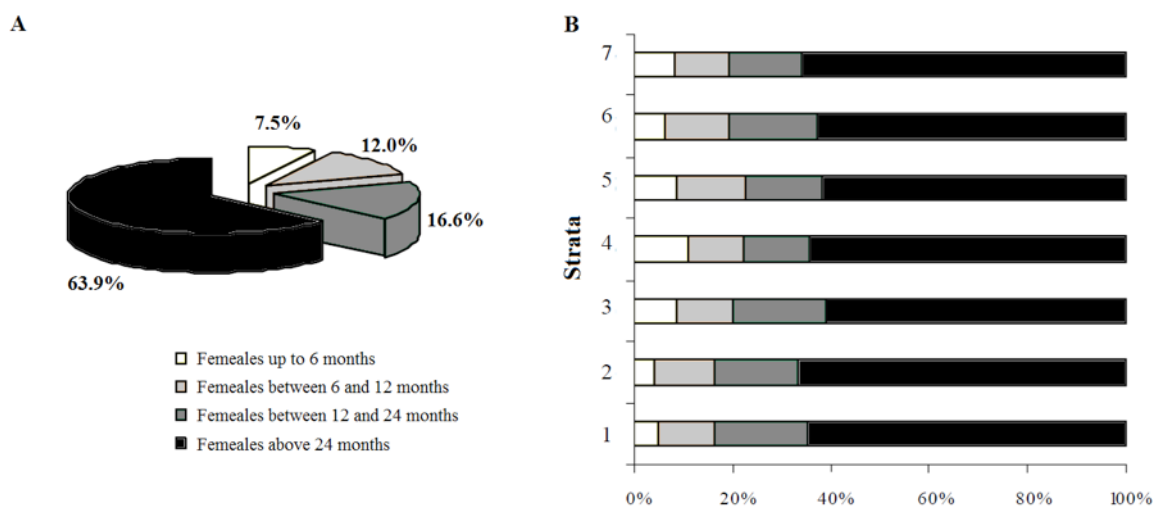 A
7.5%
12.0%
16.6%
63.9%
Femeales up to 6 months
Femeales between 6 and 12 months
Femeales between 12 and 24 months
Femeales above 24 months
B
Strata
7
6
5
4
3
2
1
0% 20% 40% 60% 80% 100%